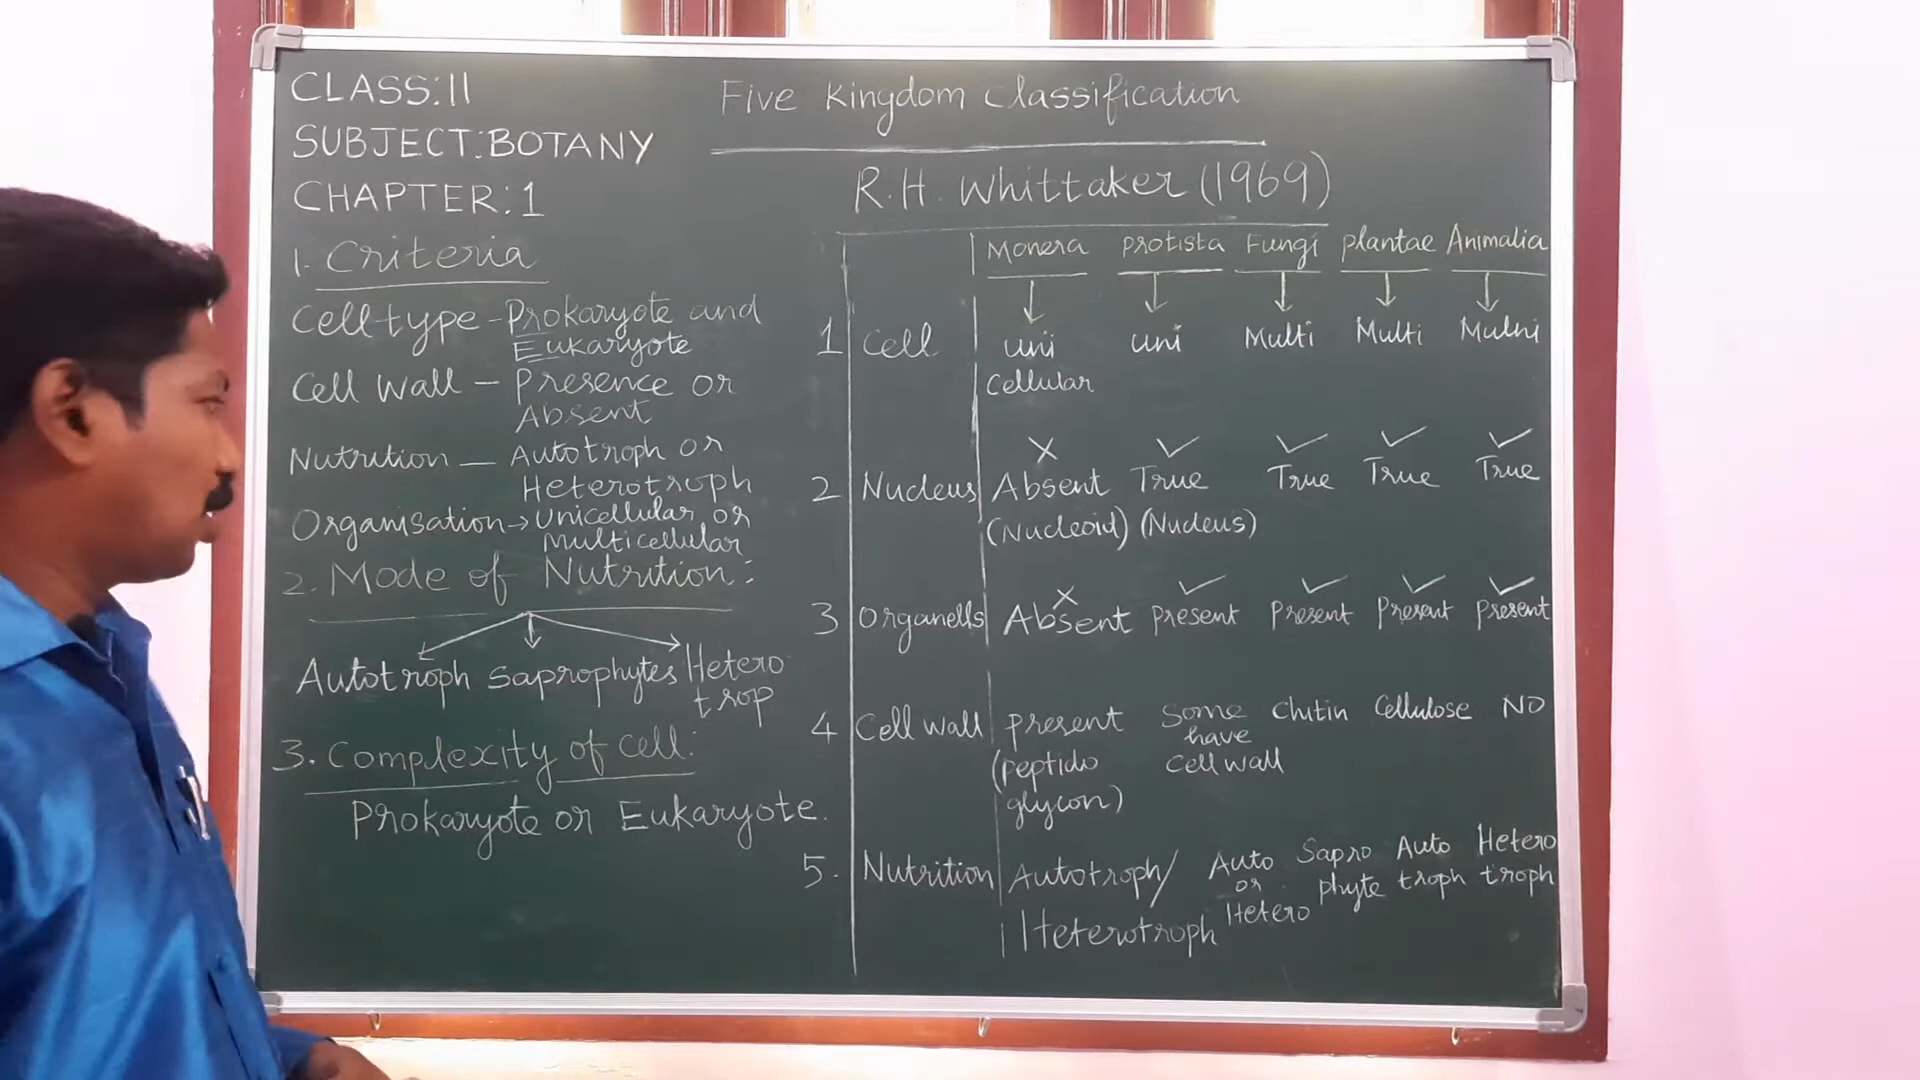 CLASS:11
SUBJECT:BOTANY
CHAPTER:1
1. Criteria
Cell type - Prokaryote and
Eukaryote
Cell Wall - Presence or
Absent
Nutrition - Autotroph or
Heterotroph
Organisation → Unicellular or
Multicellular
2. Mode of Nutrition:
Autotroph Saprophytes Hetero
trop
3. Complexity of cell:
Prokaryote or Eukaryote.
Five Kingdom Classification
R.H. Whittaker (1969)
Monera Protista Fungi plantae Animalia
1 Cell uni uni Multi Multi Multi
Cellular
2 Nucleus Absent True True True True
(Nucleoid) (Nucleus)
3 Organells Absent present present present present
4 Cell wall present Some Chitin Cellulose NO
have
(peptido cell wall
glycon)
5. Nutrition Autotroph/ Auto Sapro Auto Hetero
or phyte troph troph
Heterotroph Hetero